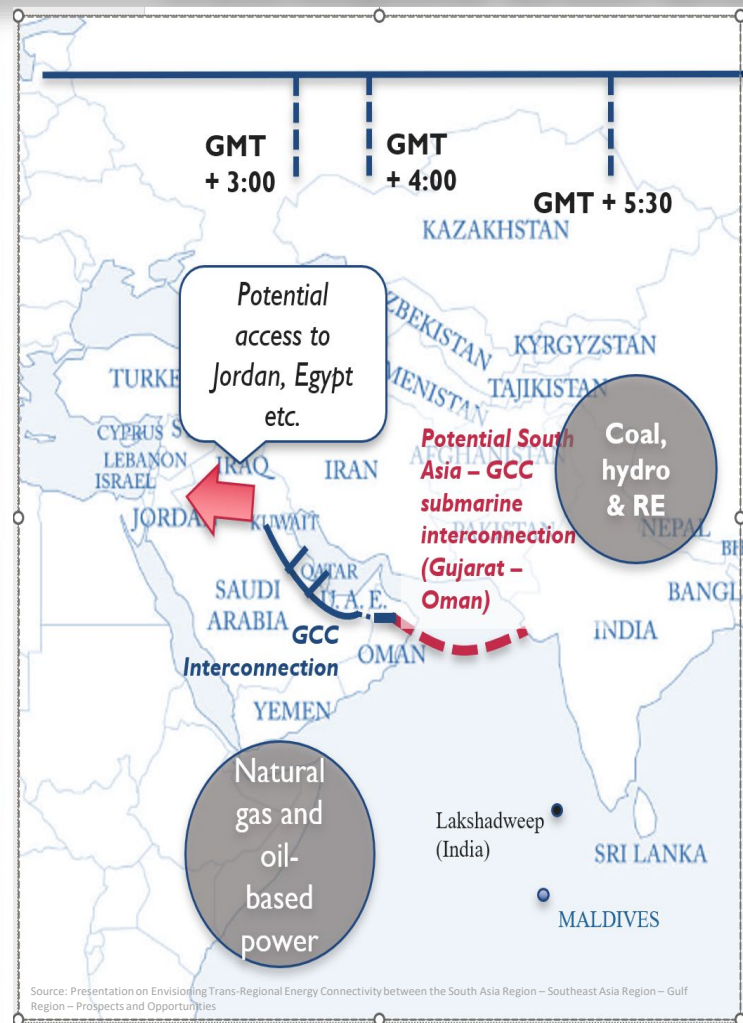 GMT
+ 3:00
GMT
+ 4:00
GMT + 5:30
KAZAKHSTAN
Potential
access to
Jordan, Egypt
etc.
ZBEKISTAN
KYRGYZSTAN
TURKE
MENISTAN
TAJIKISTAN
CYPRUS S
LEBANON
ISRAEL
IRAQ
IRAN
AFGHANISTAN
Potential South
Asia – GCC
submarine
interconnection
(Gujarat –
Oman)
Coal,
hydro
& RE
JORDA
KUWAIT
PAKISTAN
NEPAL
BH
QATAR
SAUDI
ARABIA
U. A. E.
BANGL
INDIA
GCC
Interconnection
OMAN
YEMEN
Natural
gas and
oil-
based
power
Lakshadweep
(India)
SRI LANKA
MALDIVES
Source: Presentation on Envisioning Trans-Regional Energy Connectivity between the South Asia Region – Southeast Asia Region – Gulf
Region – Prospects and Opportunities